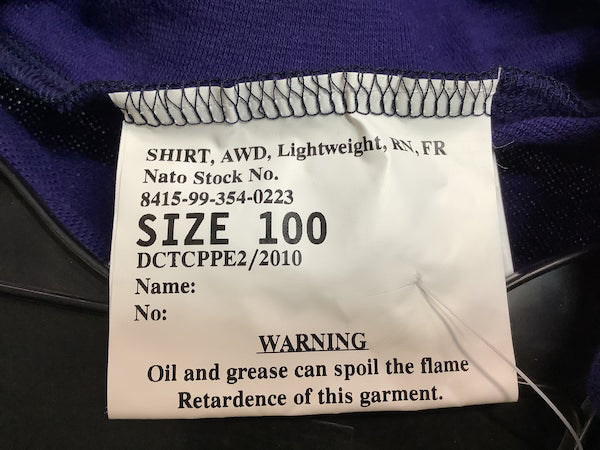 SHIRT, AWD, Lightweight, RN, FR
Nato Stock No.
8415-99-354-0223
SIZE 100
DCTCPPE2/2010
Name:
No:
WARNING
Oil and grease can spoil the flame
Retardence of this garment.